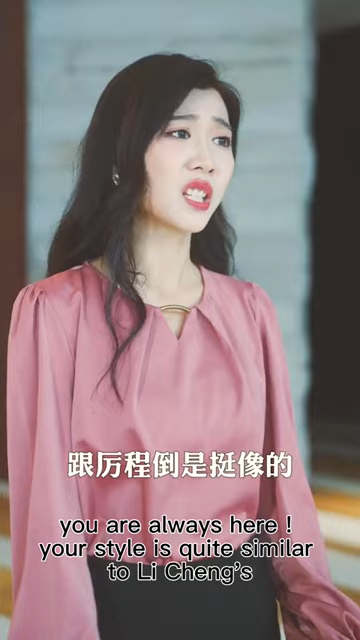 跟厉程倒是挺像的
you are always here !
your style is quite similar
to Li Cheng's